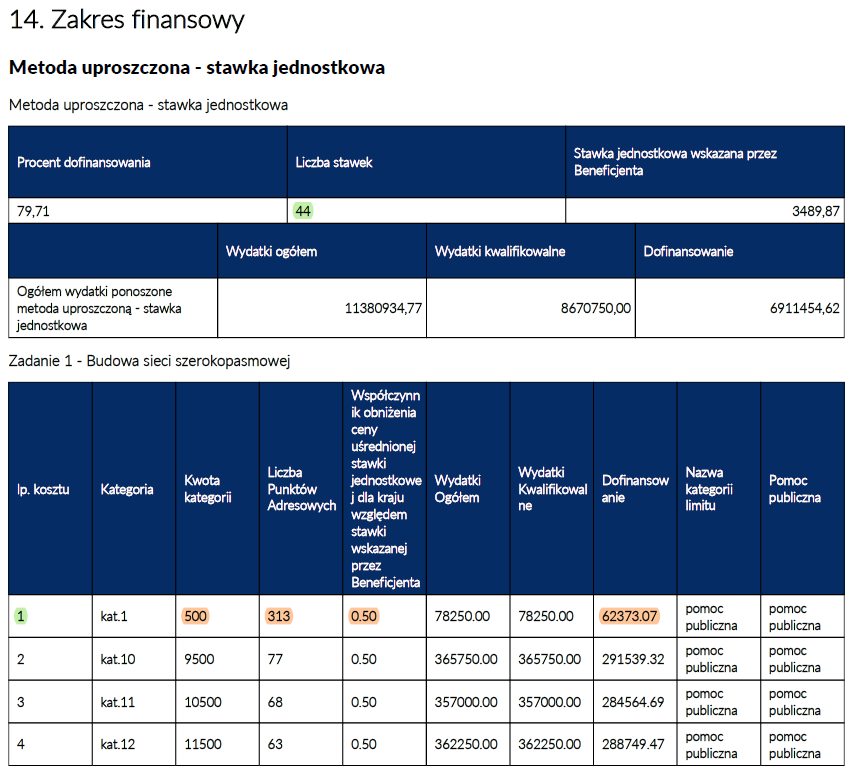 14. Zakres finansowy
Metoda uproszczona - stawka jednostkowa
Metoda uproszczona - stawka jednostkowa
Procent dofinansowania
Liczba stawek
Stawka jednostkowa wskazana przez
Beneficjenta
79,71
44
3489,87
Wydatki ogółem
Wydatki kwalifikowalne
Dofinansowanie
Ogółem wydatki ponoszone
metoda uproszczoną - stawka
jednostkowa
11380934,77
8670750,00
6911454,62
Zadanie 1 - Budowa sieci szerokopasmowej
lp. kosztu
Kategoria
Kwota
kategorii
Liczba
Punktów
Adresowych
Współczynn
ik obniżenia
ceny
uśrednionej
stawki
jednostkowe
j dla kraju
względem
stawki
wskazanej
przez
Beneficjenta
Wydatki
Ogółem
Wydatki
Kwalifikowal
ne
Dofinansow
anie
Nazwa
kategorii
limitu
Pomoc
publiczna
1
kat.1
500
313
0.50
78250.00
78250.00
62373.07
pomoc
publiczna
pomoc
publiczna
2
kat.10
9500
77
0.50
365750.00
365750.00
291539.32
pomoc
publiczna
pomoc
publiczna
3
kat.11
10500
68
0.50
357000.00
357000.00
284564.69
pomoc
publiczna
pomoc
publiczna
4
kat.12
11500
63
0.50
362250.00
362250.00
288749.47
pomoc
publiczna
pomoc
publiczna